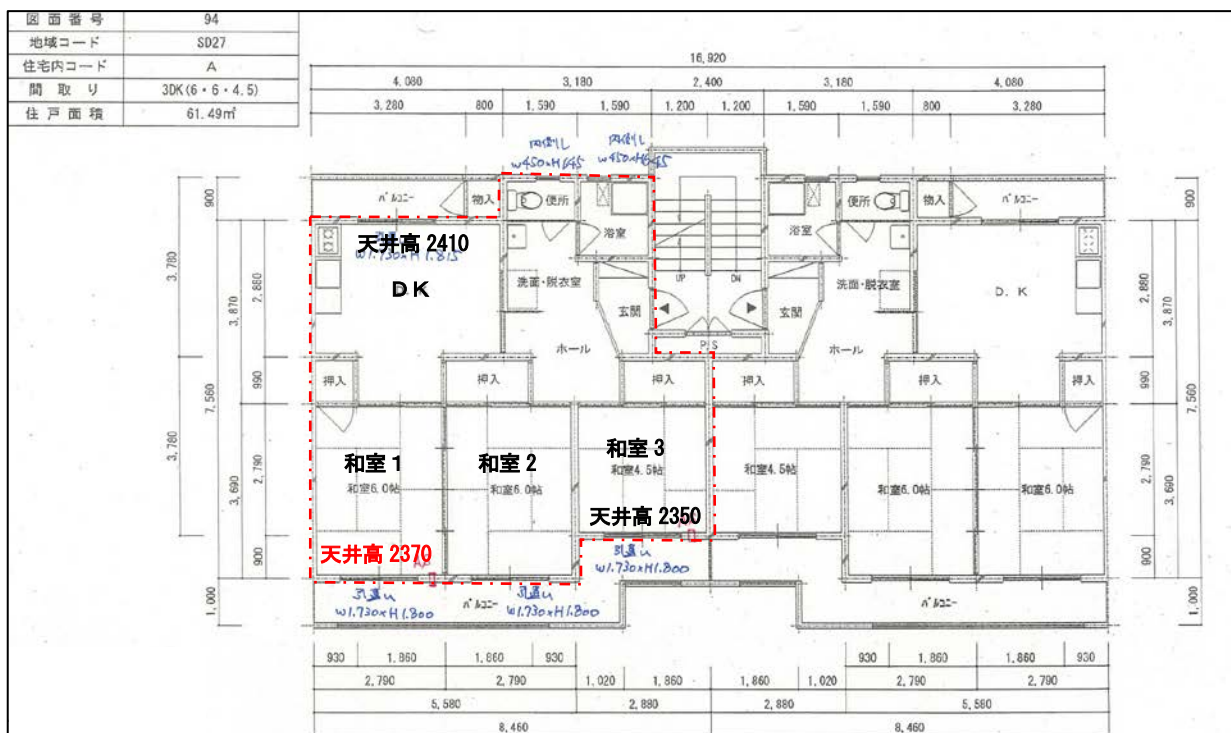 図面番号 94
地域コード SD27
住宅内コード A
間取り 3DK(6・6・4.5)
住戸面積 61.49㎡
16,920
4,080 3,180 2,400 3,180 4,080
3,280 800 1,590 1,590 1,200 1,200 1,590 1,590 800 3,280
内倒し 内倒し
w450×H645 w450×H645
900 バルコニー 物入 便所 便所 物入 バルコニー 900
浴室 浴室
天井高 2410
W1.730×H1.815
DK 洗面・脱衣室 UP DN 洗面・脱衣室 D.K
3,780 3,870 2,880 2,880 3,870 3,780
玄関 玄関
ホール P.S ホール
押入 押入 押入 押入 押入 押入
7,560 990 990 7,560
和室 1 和室 2 和室 3
和室6.0帖 和室6.0帖 和室4.5帖 和室4.5帖 和室6.0帖 和室6.0帖
3,780 3,690 2,790 2,790 3,690 3,780
天井高 2350
天井高 2370
900 900
引違い
W1.730×H1.800
引違い 引違い
W1.730×H1.800 W1.730×H1.800
1,000 バルコニー バルコニー 1,000
930 1,860 1,860 930 930 1,860 1,860 930
2,790 2,790 1,020 1,860 1,860 1,020 2,790 2,790
5,580 2,880 2,880 5,580
8,460 8,460